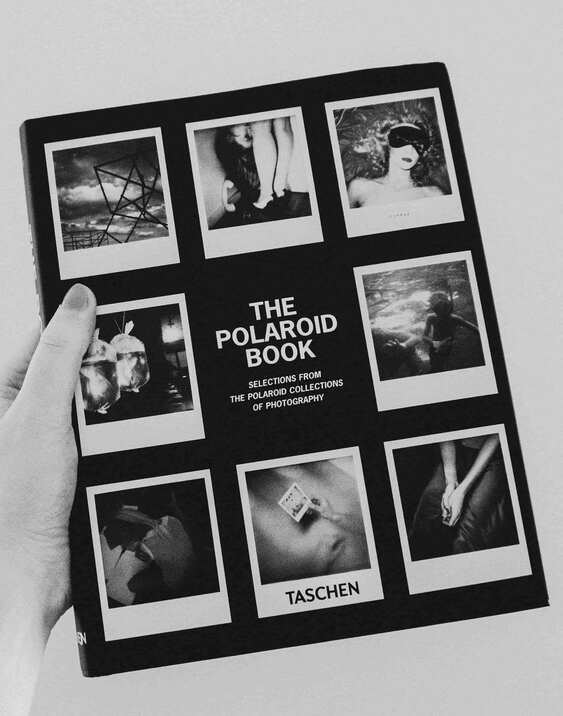 THE
POLAROID
BOOK
SELECTIONS FROM
THE POLAROID COLLECTIONS
OF PHOTOGRAPHY
TASCHEN